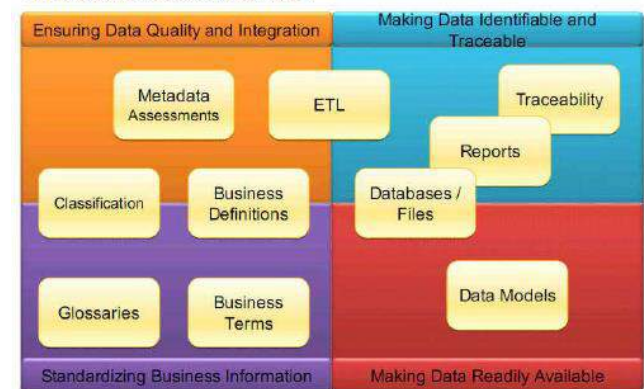 Ensuring Data Quality and Integration
Making Data Identifiable and
Traceable
Metadata
Assessments
ETL
Traceability
Reports
Classification
Business
Definitions
Databases /
Files
Glossaries
Business
Terms
Data Models
Standardizing Business Information
Making Data Readily Available